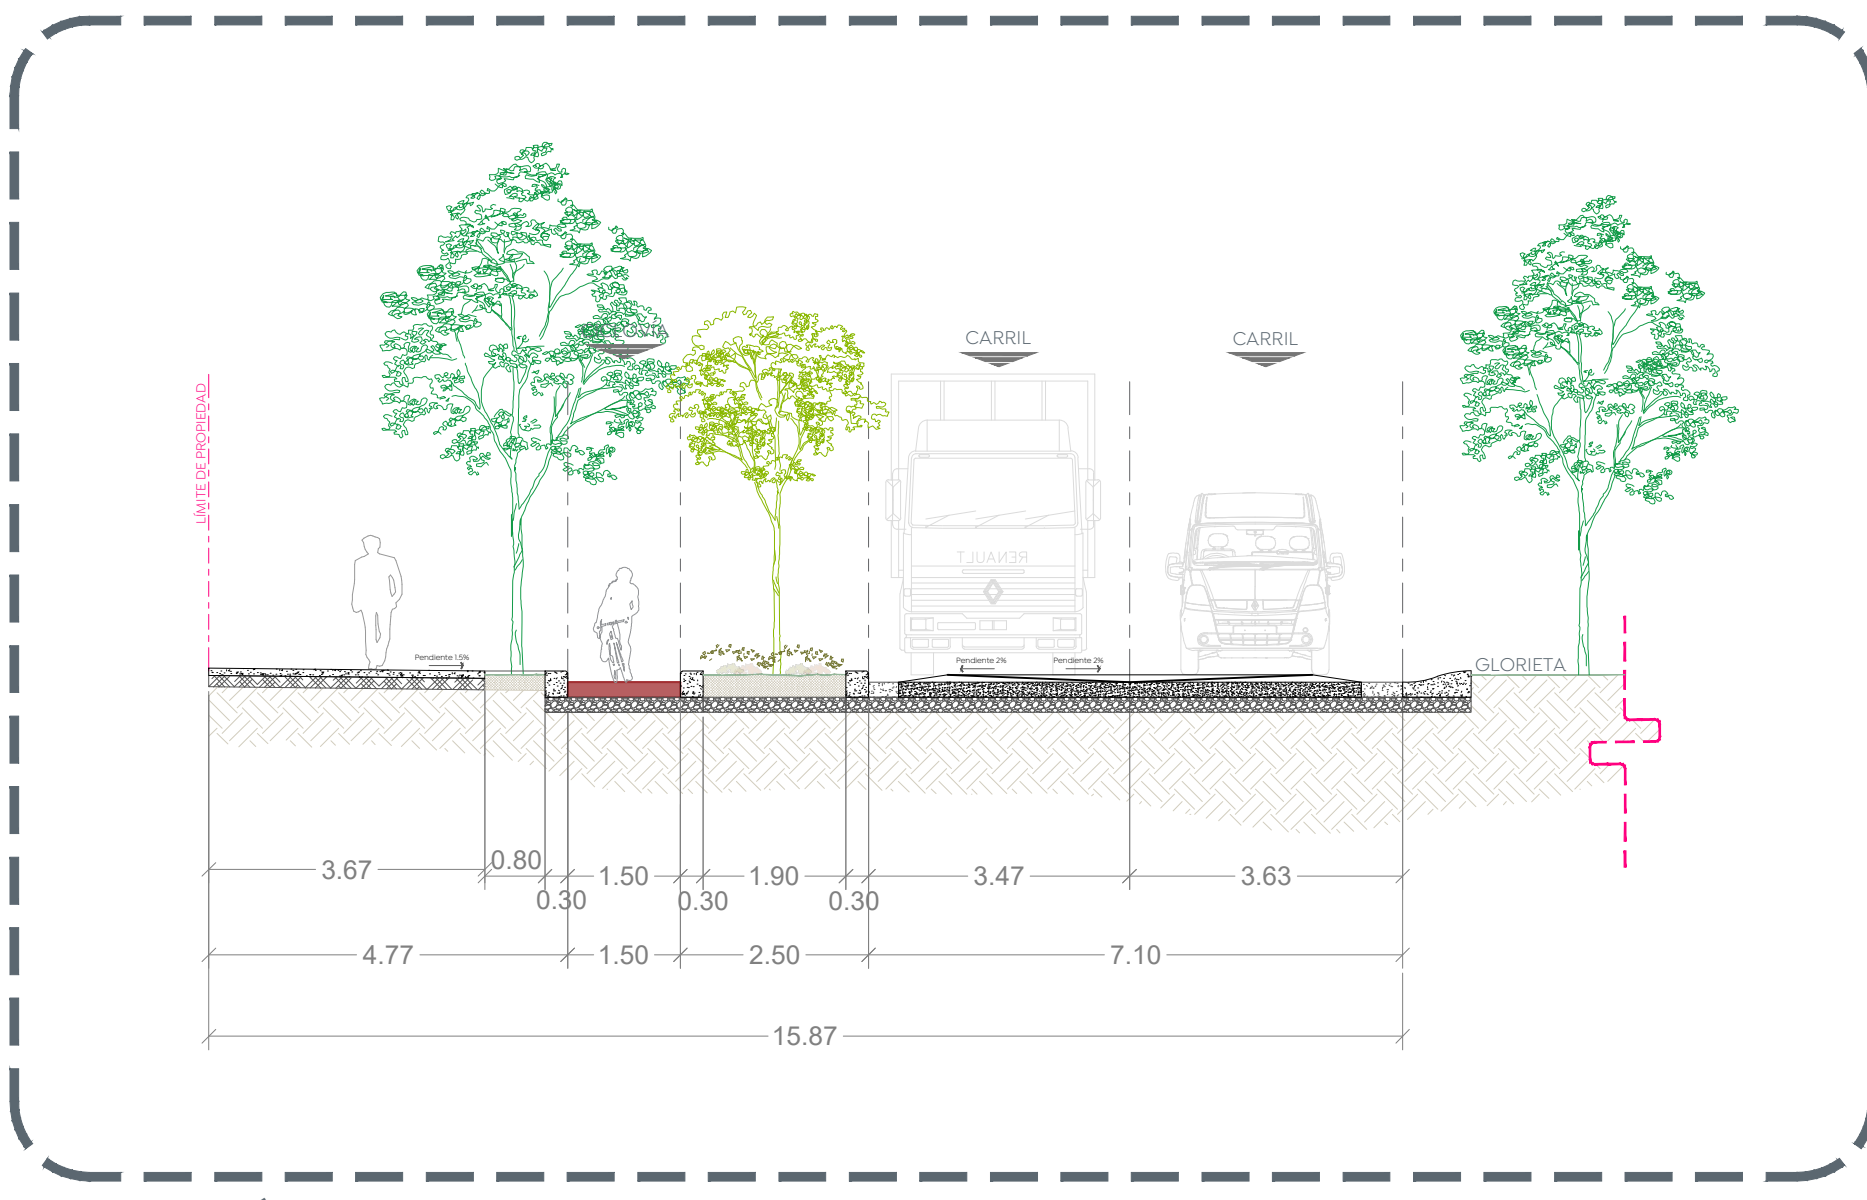 CARRIL
CARRIL
LÍMITE DE PROPIEDAD
RENAULT
Pendiente 1.5%
Pendiente 2%
Pendiente 2%
GLORIETA
3.67
0.80
0.30
1.50
0.30
1.90
0.30
3.47
3.63
4.77
1.50
2.50
7.10
15.87